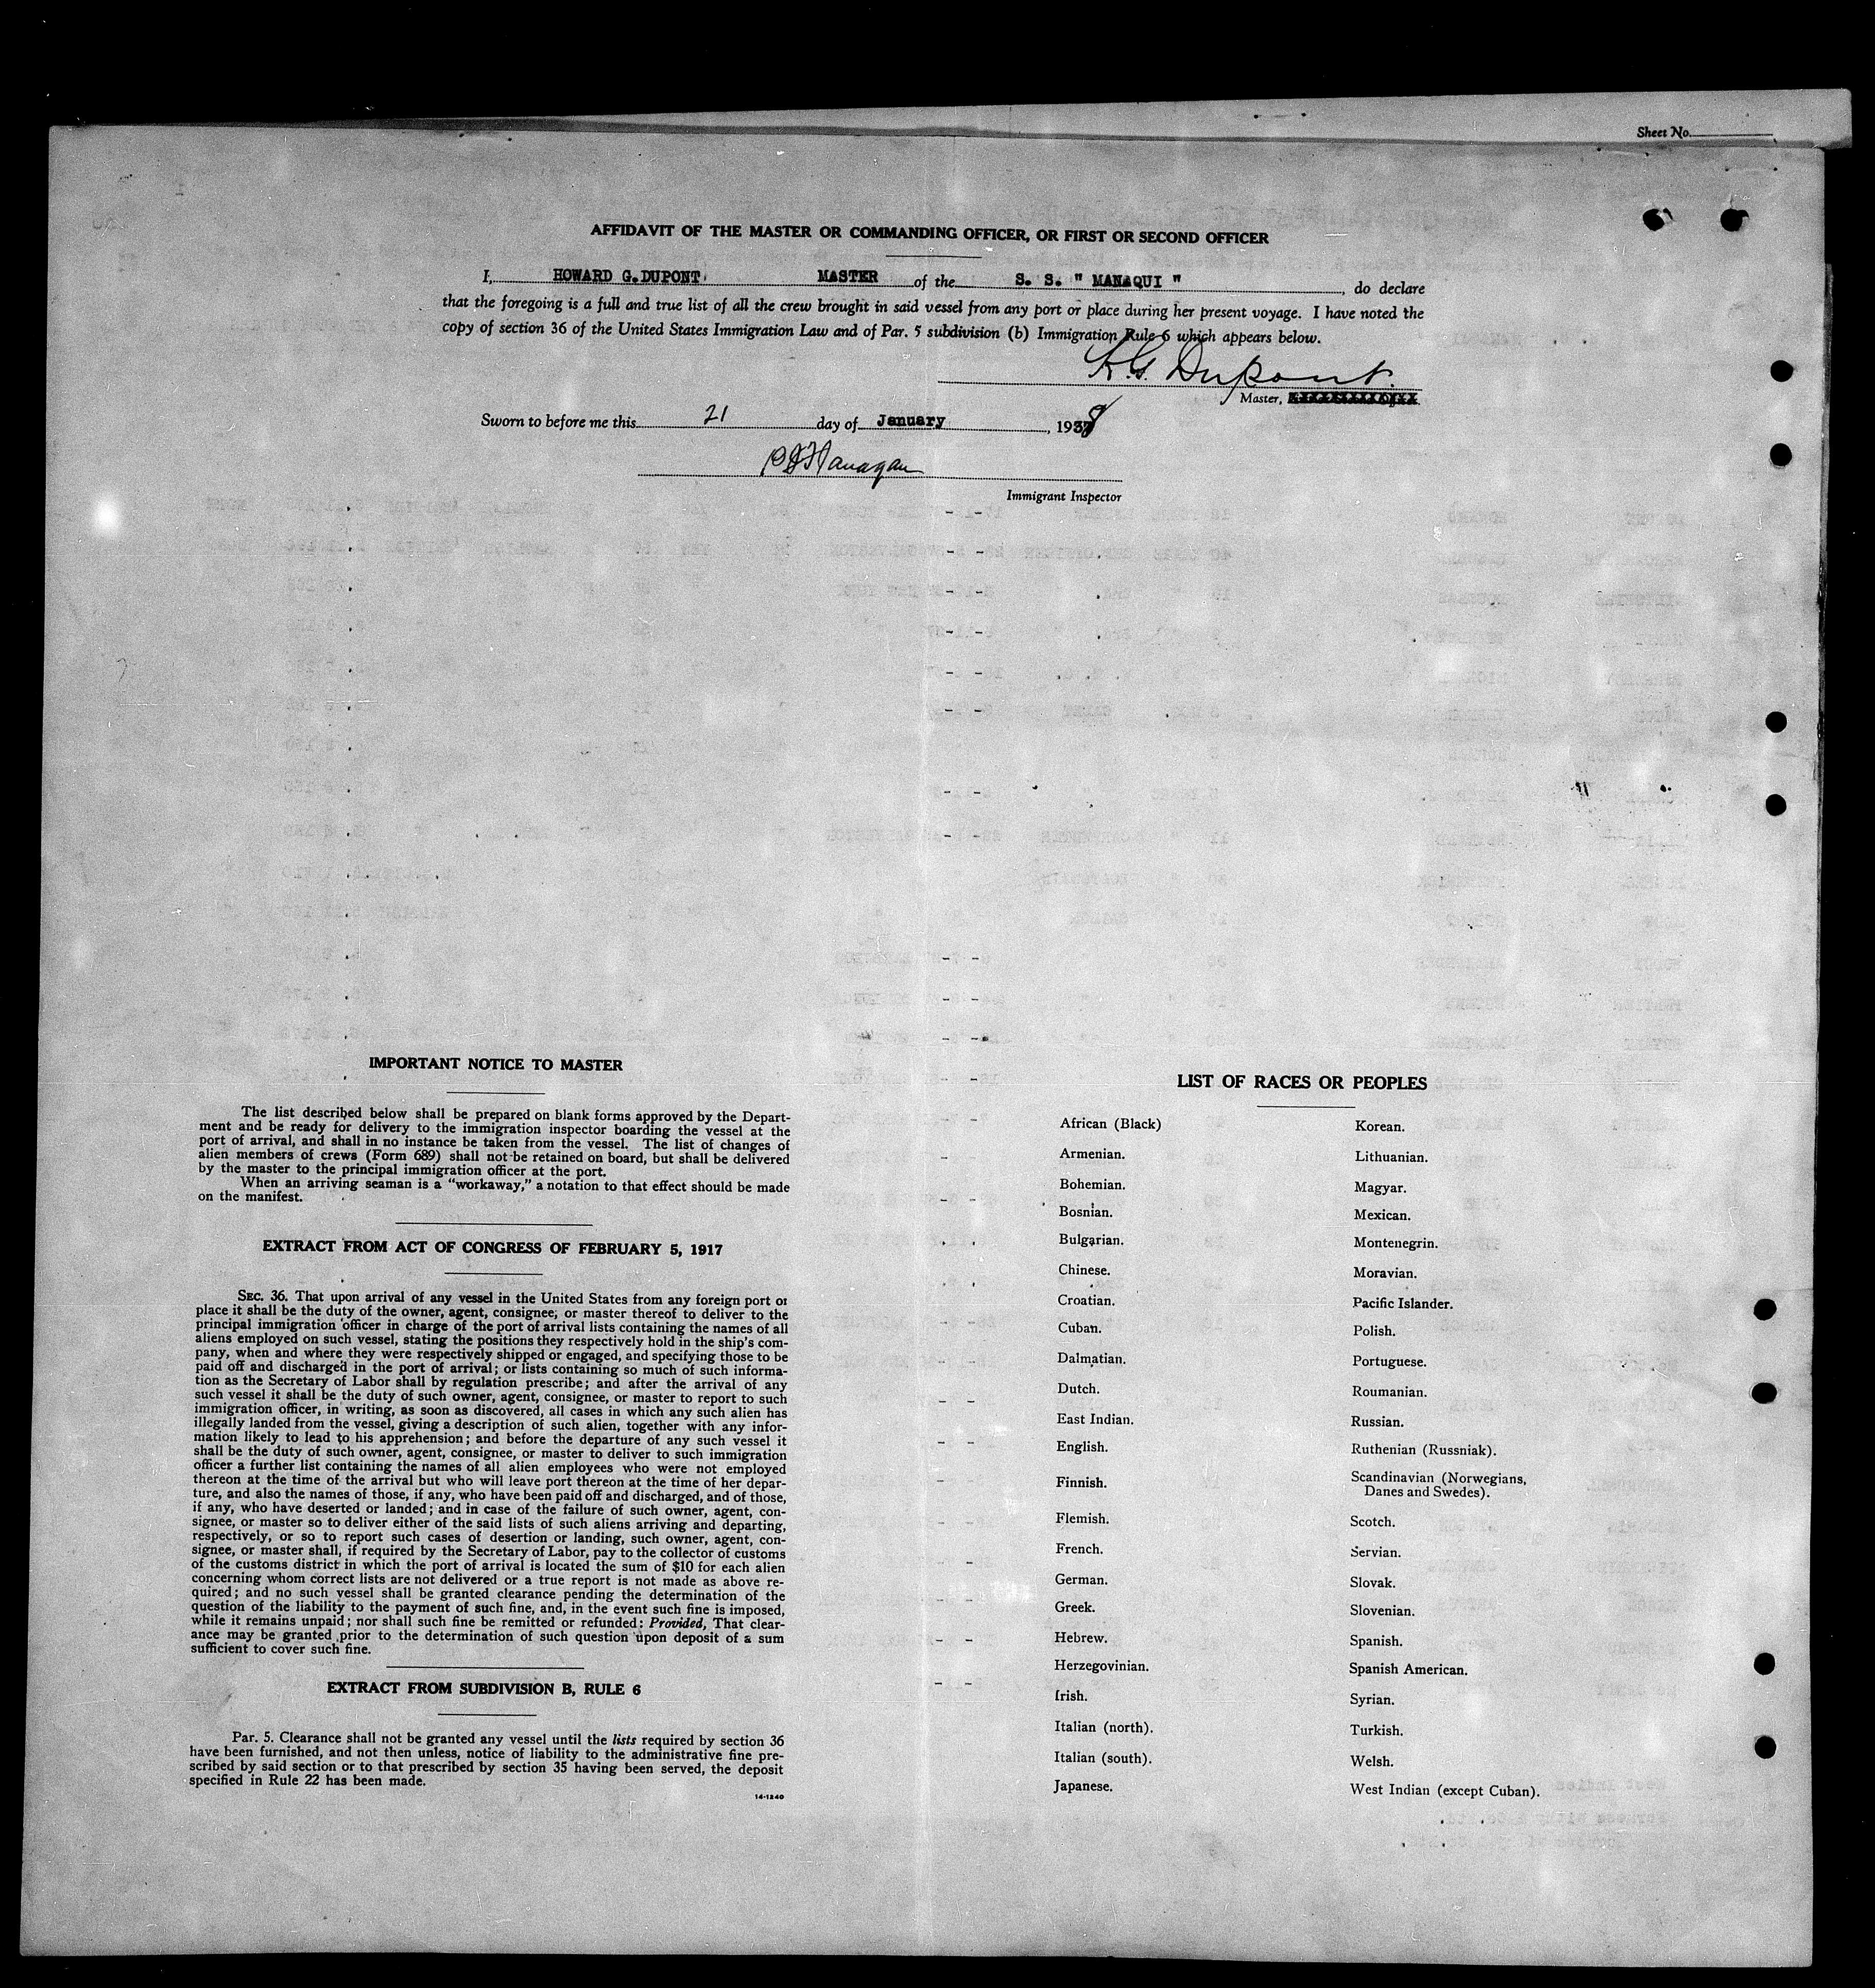 Sheet No.
AFFIDAVIT OF THE MASTER OR COMMANDING OFFICER, OR FIRST OR SECOND OFFICER
I, HOWARD G.DUPONT MASTER of the S. S. " MANAQUI ", do declare
that the foregoing is a full and true list of all the crew brought in said vessel from any port or place during her present voyage. I have noted the
copy of section 36 of the United States Immigration Law and of Par. 5 subdivision (b) Immigration Rule 6 which appears below.
H.G. Dupont.
Master,
Sworn to before me this 21 day of January, 1938
Immigrant Inspector
IMPORTANT NOTICE TO MASTER
The list described below shall be prepared on blank forms approved by the Depart-
ment and be ready for delivery to the immigration inspector boarding the vessel at the
port of arrival, and shall in no instance be taken from the vessel. The list of changes of
alien members of crews (Form 689) shall not be retained on board, but shall be delivered
by the master to the principal immigration officer at the port.
When an arriving seaman is a "workaway," a notation to that effect should be made
on the manifest.
EXTRACT FROM ACT OF CONGRESS OF FEBRUARY 5, 1917
SEC. 36. That upon arrival of any vessel in the United States from any foreign port or
place it shall be the duty of the owner, agent, consignee, or master thereof to deliver to the
principal immigration officer in charge of the port of arrival lists containing the names of all
aliens employed on such vessel, stating the positions they respectively hold in the ship's com-
pany, when and where they were respectively shipped or engaged, and specifying those to be
paid off and discharged in the port of arrival; or lists containing so much of such informa-
tion as the Secretary of Labor shall by regulation prescribe; and after the arrival of any
such vessel it shall be the duty of such owner, agent, consignee, or master to report to such
immigration officer, in writing, as soon as discovered, all cases in which any such alien has
illegally landed from the vessel, giving a description of such alien, together with any infor-
mation likely to lead to his apprehension; and before the departure of any such vessel it
shall be the duty of such owner, agent, consignee, or master to deliver to such immigration
officer a further list containing the names of all alien employees who were not employed
thereon at the time of the arrival but who will leave port thereon at the time of her depar-
ture, and also the names of those, if any, who have been paid off and discharged, and of those,
if any, who have deserted or landed; and in case of the failure of such owner, agent, con-
signee, or master so to deliver either of the said lists of such aliens arriving and departing,
respectively, or so to report such cases of desertion or landing, such owner, agent, con-
signee, or master shall, if required by the Secretary of Labor, pay to the collector of customs
of the customs district in which the port of arrival is located the sum of $10 for each alien
concerning whom correct lists are not delivered or a true report is not made as above re-
quired; and no such vessel shall be granted clearance pending the determination of the
question of the liability to the payment of such fine, and, in the event such fine is imposed,
while it remains unpaid; nor shall such fine be remitted or refunded: Provided, That clear-
ance may be granted prior to the determination of such question upon deposit of a sum
sufficient to cover such fine.
EXTRACT FROM SUBDIVISION B, RULE 6
Par. 5. Clearance shall not be granted any vessel until the lists required by section 36
have been furnished, and not then unless, notice of liability to the administrative fine pre-
scribed by said section or to that prescribed by section 35 having been served, the deposit
specified in Rule 22 has been made.
14-1240
LIST OF RACES OR PEOPLES
African (Black)
Armenian.
Bohemian.
Bosnian.
Bulgarian.
Chinese.
Croatian.
Cuban.
Dalmatian.
Dutch.
East Indian.
English.
Finnish.
Flemish.
French.
German.
Greek.
Hebrew.
Herzegovinian.
Irish.
Italian (north).
Italian (south).
Japanese.
Korean.
Lithuanian.
Magyar.
Mexican.
Montenegrin.
Moravian.
Pacific Islander.
Polish.
Portuguese.
Roumanian.
Russian.
Ruthenian (Russniak).
Scandinavian (Norwegians,
Danes and Swedes).
Scotch.
Servian.
Slovak.
Slovenian.
Spanish.
Spanish American.
Syrian.
Turkish.
Welsh.
West Indian (except Cuban).